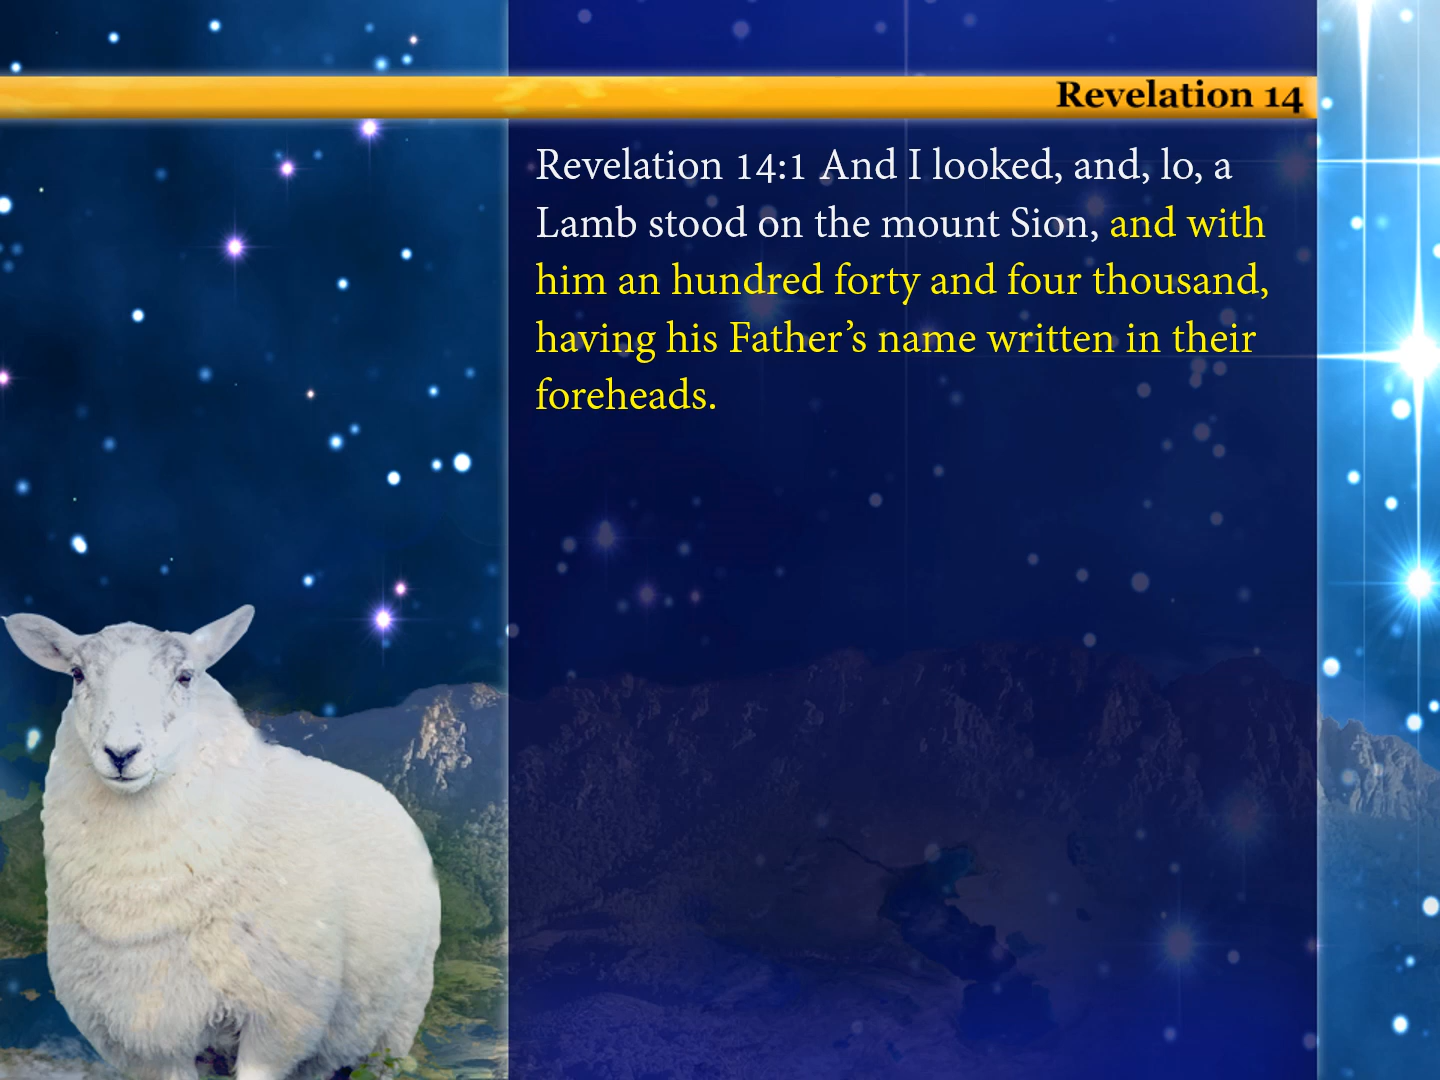 Revelation 14
Revelation 14:1 And I looked, and, lo, a
Lamb stood on the mount Sion, and with
him an hundred forty and four thousand,
having his Father’s name written in their
foreheads.